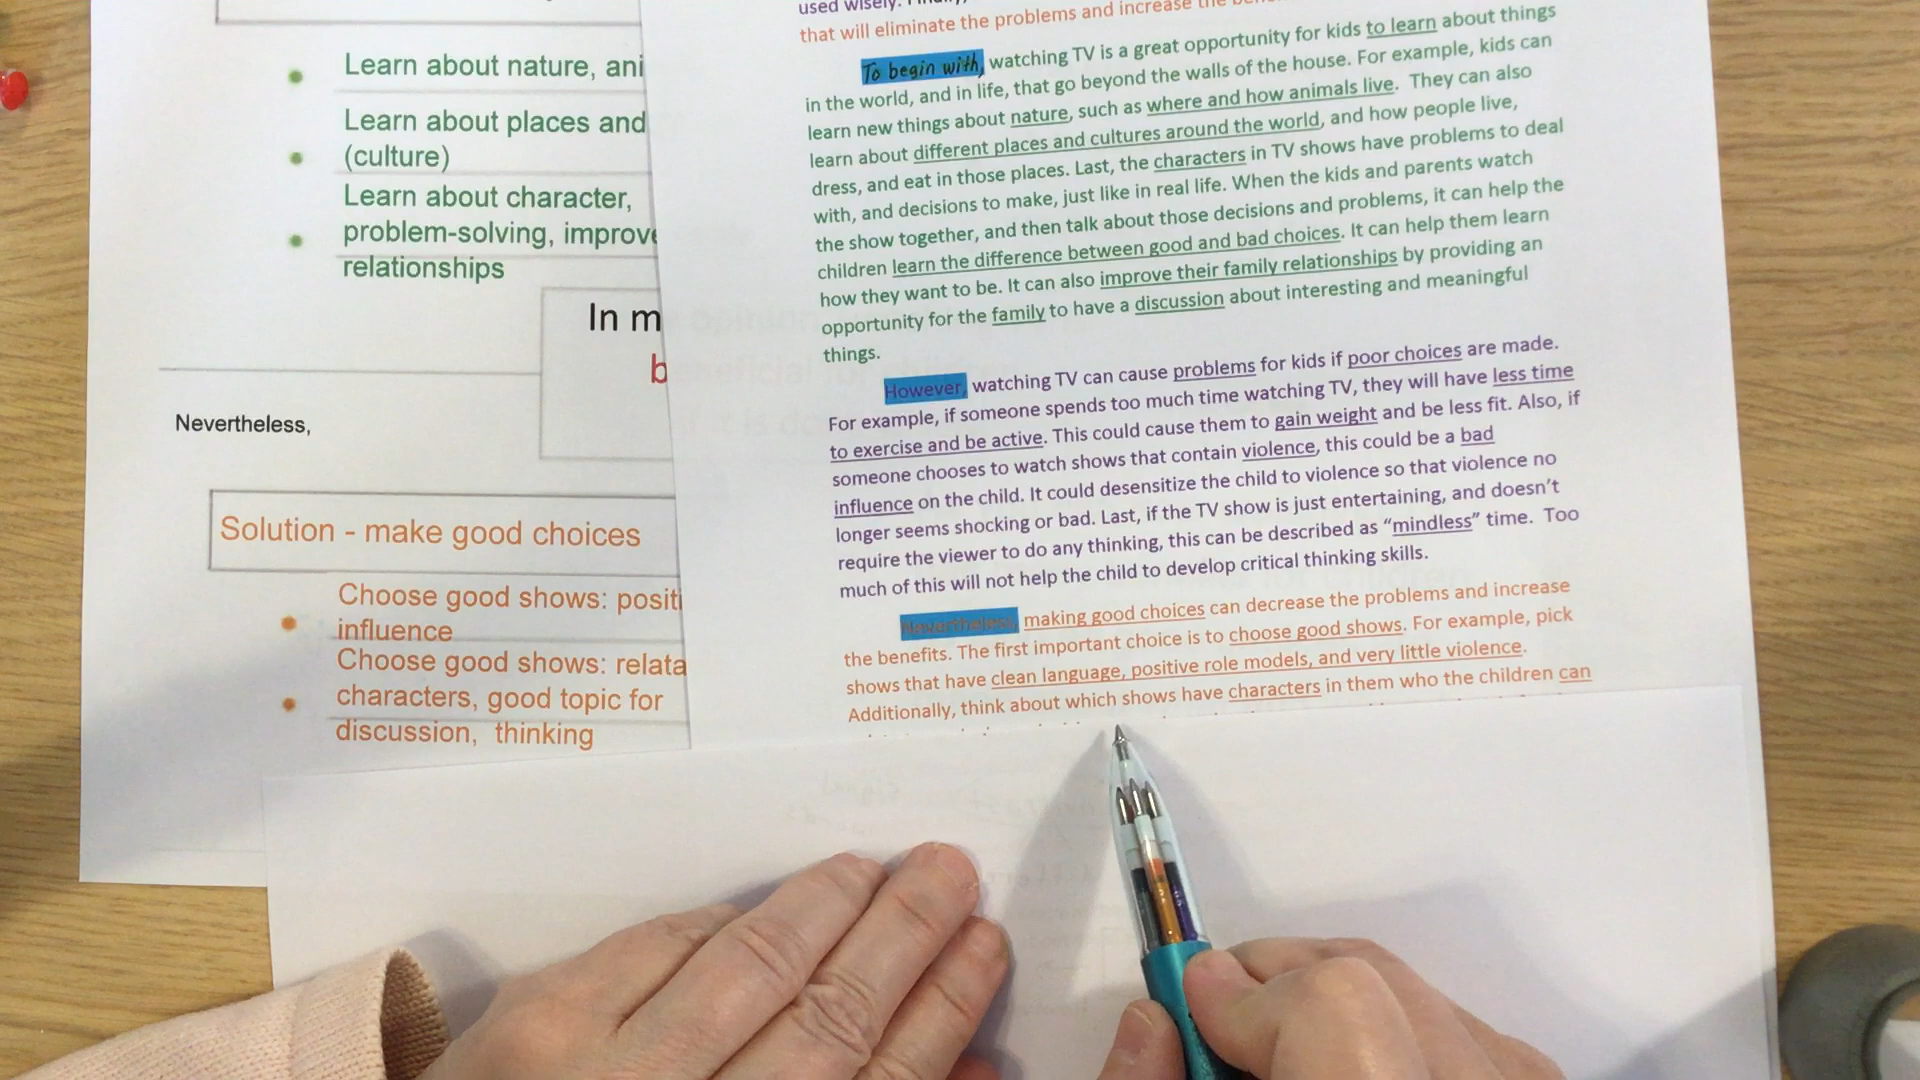 Learn about nature, ani
Learn about places and
(culture)
Learn about character,
problem-solving, improve
relationships
In m
b
Nevertheless,
Solution - make good choices
Choose good shows: positi
influence
Choose good shows: relata
characters, good topic for
discussion, thinking
used wisely.
that will eliminate the problems and increase the
To begin with, watching TV is a great opportunity for kids to learn about things
in the world, and in life, that go beyond the walls of the house. For example, kids can
learn new things about nature, such as where and how animals live. They can also
learn about different places and cultures around the world, and how people live,
dress, and eat in those places. Last, the characters in TV shows have problems to deal
with, and decisions to make, just like in real life. When the kids and parents watch
the show together, and then talk about those decisions and problems, it can help the
children learn the difference between good and bad choices. It can help them learn
how they want to be. It can also improve their family relationships by providing an
opportunity for the family to have a discussion about interesting and meaningful
things.
However, watching TV can cause problems for kids if poor choices are made.
For example, if someone spends too much time watching TV, they will have less time
to exercise and be active. This could cause them to gain weight and be less fit. Also, if
someone chooses to watch shows that contain violence, this could be a bad
influence on the child. It could desensitize the child to violence so that violence no
longer seems shocking or bad. Last, if the TV show is just entertaining, and doesn't
require the viewer to do any thinking, this can be described as "mindless" time. Too
much of this will not help the child to develop critical thinking skills.
Nevertheless, making good choices can decrease the problems and increase
the benefits. The first important choice is to choose good shows. For example, pick
shows that have clean language, positive role models, and very little violence.
Additionally, think about which shows have characters in them who the children can